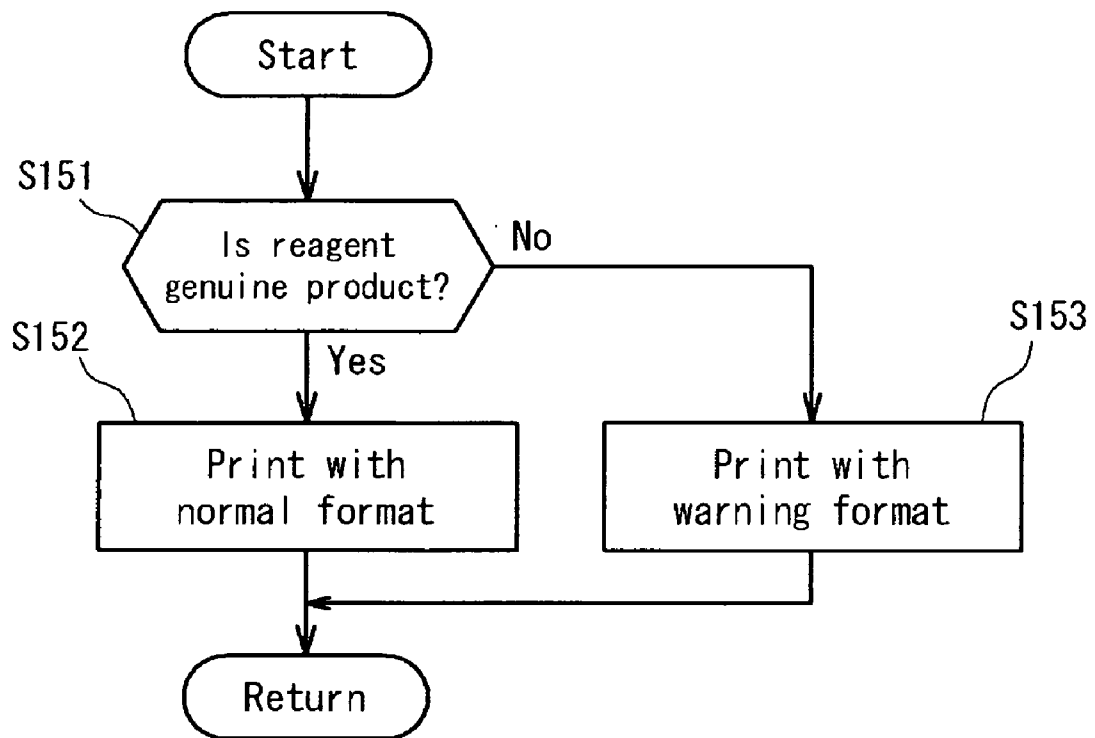 Start
S151
Is reagent
genuine product?
No
S152
Yes
S153
Print with
normal format
Print with
warning format
Return